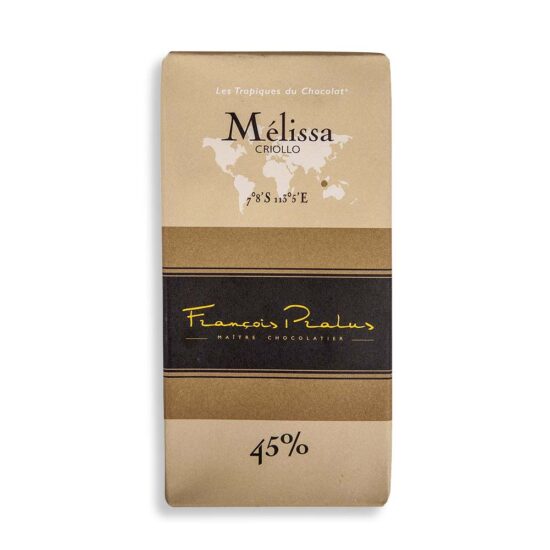 Les Tropiques du Chocolat®
Mélissa
CRIOLLO
7°8'S 113°5'E
François Pralus
MAÎTRE CHOCOLATIER
45%